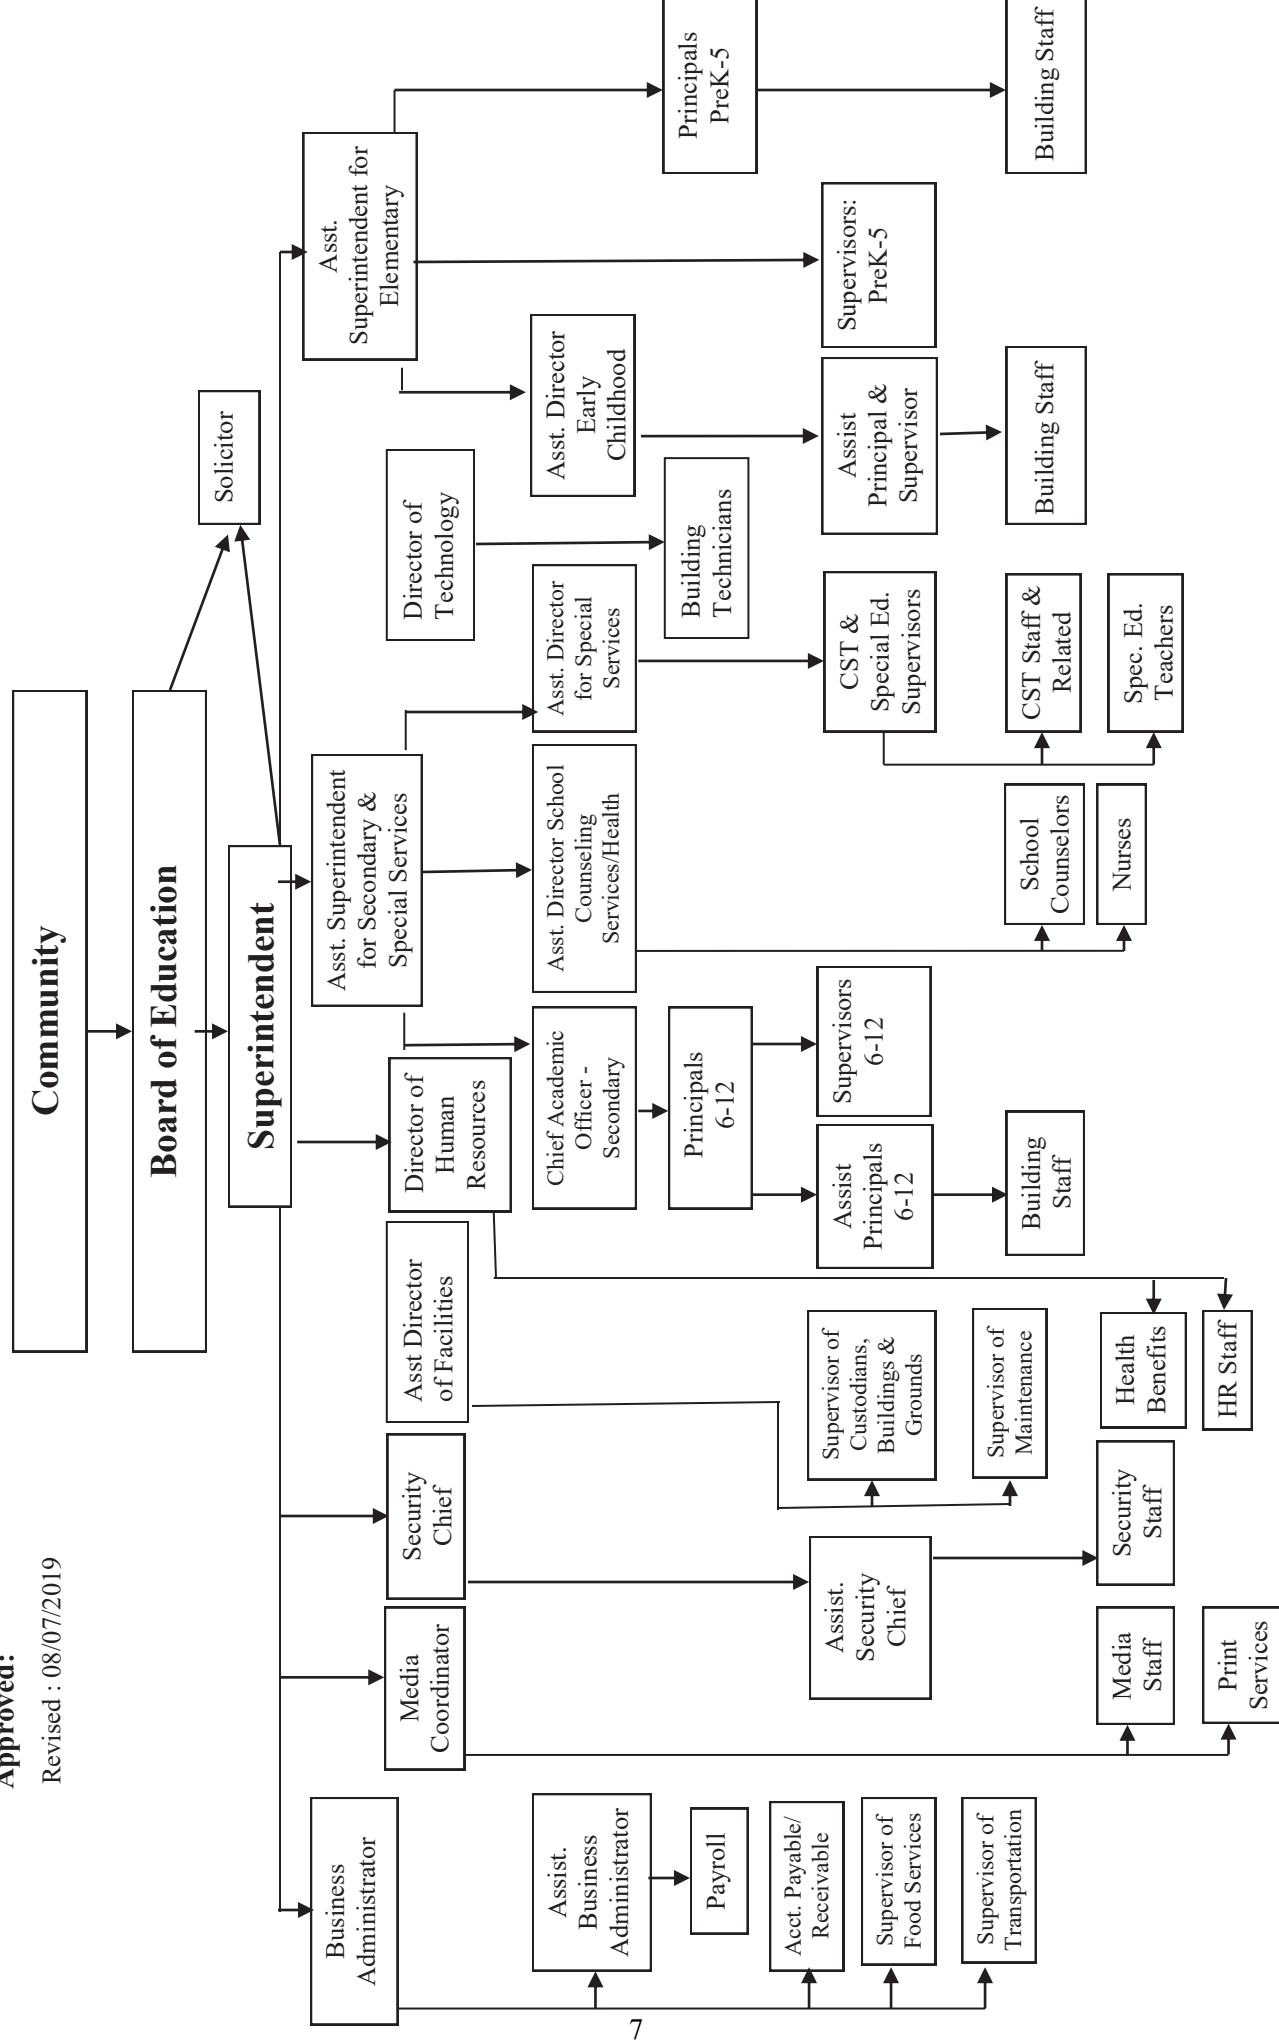 Approved:
Revised : 08/07/2019
Community
Board of Education
Solicitor
Superintendent
Business
Administrator
Asst. Superintendent
for Secondary &
Special Services
Asst.
Superintendent for
Elementary
Media
Coordinator
Security
Chief
Asst Director
of Facilities
Director of
Human
Resources
Director of
Technology
Assist.
Business
Administrator
Chief Academic
Officer -
Secondary
Asst. Director School
Counseling
Services/Health
Asst. Director
for Special
Services
Asst. Director
Early
Childhood
Payroll
Principals
6-12
Building
Technicians
Principals
PreK-5
Acct. Payable/
Receivable
Supervisor of
Food Services
Supervisor of
Transportation
Assist.
Security
Chief
Supervisor of
Custodians,
Buildings &
Grounds
Supervisor of
Maintenance
Assist
Principals
6-12
Supervisors
6-12
CST &
Special Ed.
Supervisors
Assist
Principal &
Supervisor
Supervisors:
PreK-5
Building
Staff
School
Counselors
Nurses
CST Staff &
Related
Spec. Ed.
Teachers
Building Staff
Building Staff
Media
Staff
Print
Services
Security
Staff
Health
Benefits
HR Staff
7